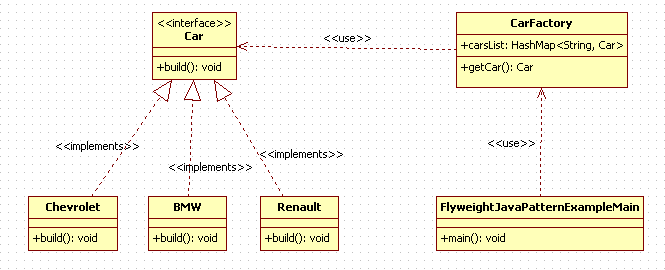 <<interface>>
Car
+build(): void
CarFactory
+carsList: HashMap<String, Car>
+getCar(): Car
<<use>>
<<implements>>
<<implements>>
<<implements>>
<<use>>
Chevrolet
+build(): void
BMW
+build(): void
Renault
+build(): void
FlyweightJavaPatternExampleMain
+main(): void